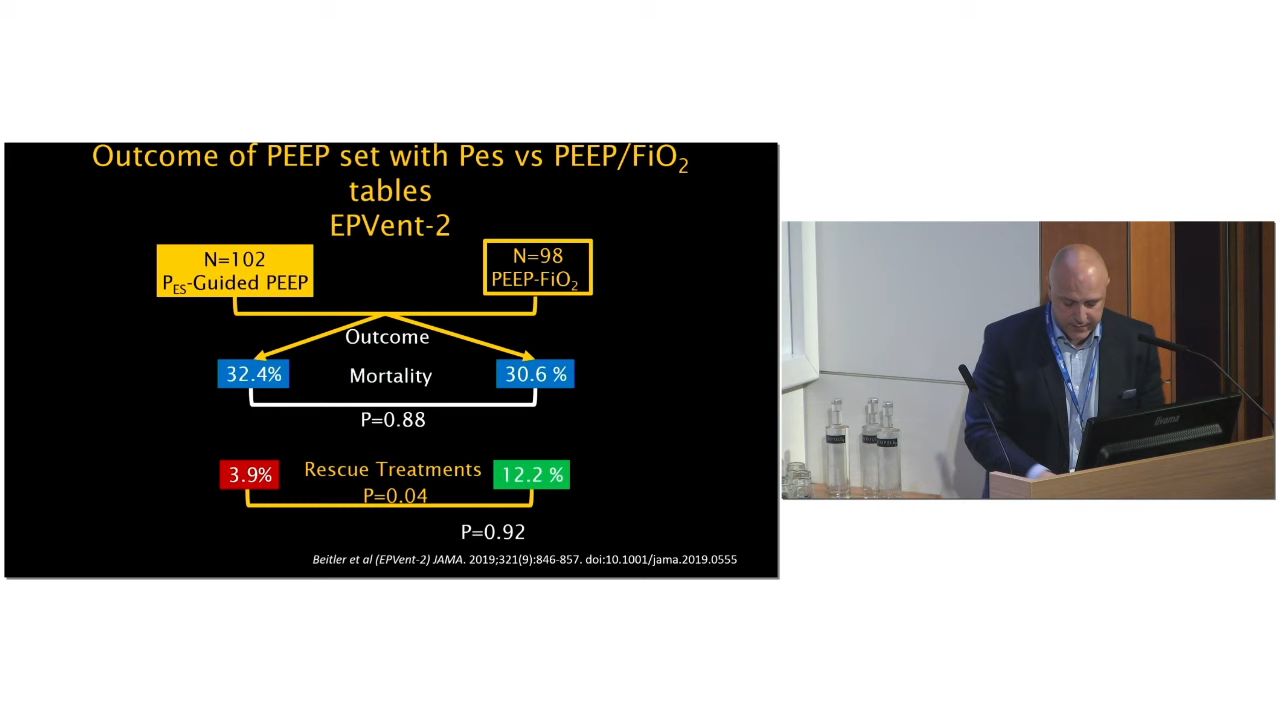 Outcome of PEEP set with Pes vs PEEP/FiO₂
tables
EPVent-2
N=102
P_ES-Guided PEEP
N=98
PEEP-FiO₂
Outcome
32.4%
Mortality
30.6 %
P=0.88
3.9%
Rescue Treatments
12.2 %
P=0.04
P=0.92
Beitler et al (EPVent-2) JAMA. 2019;321(9):846-857. doi:10.1001/jama.2019.0555
iiyama